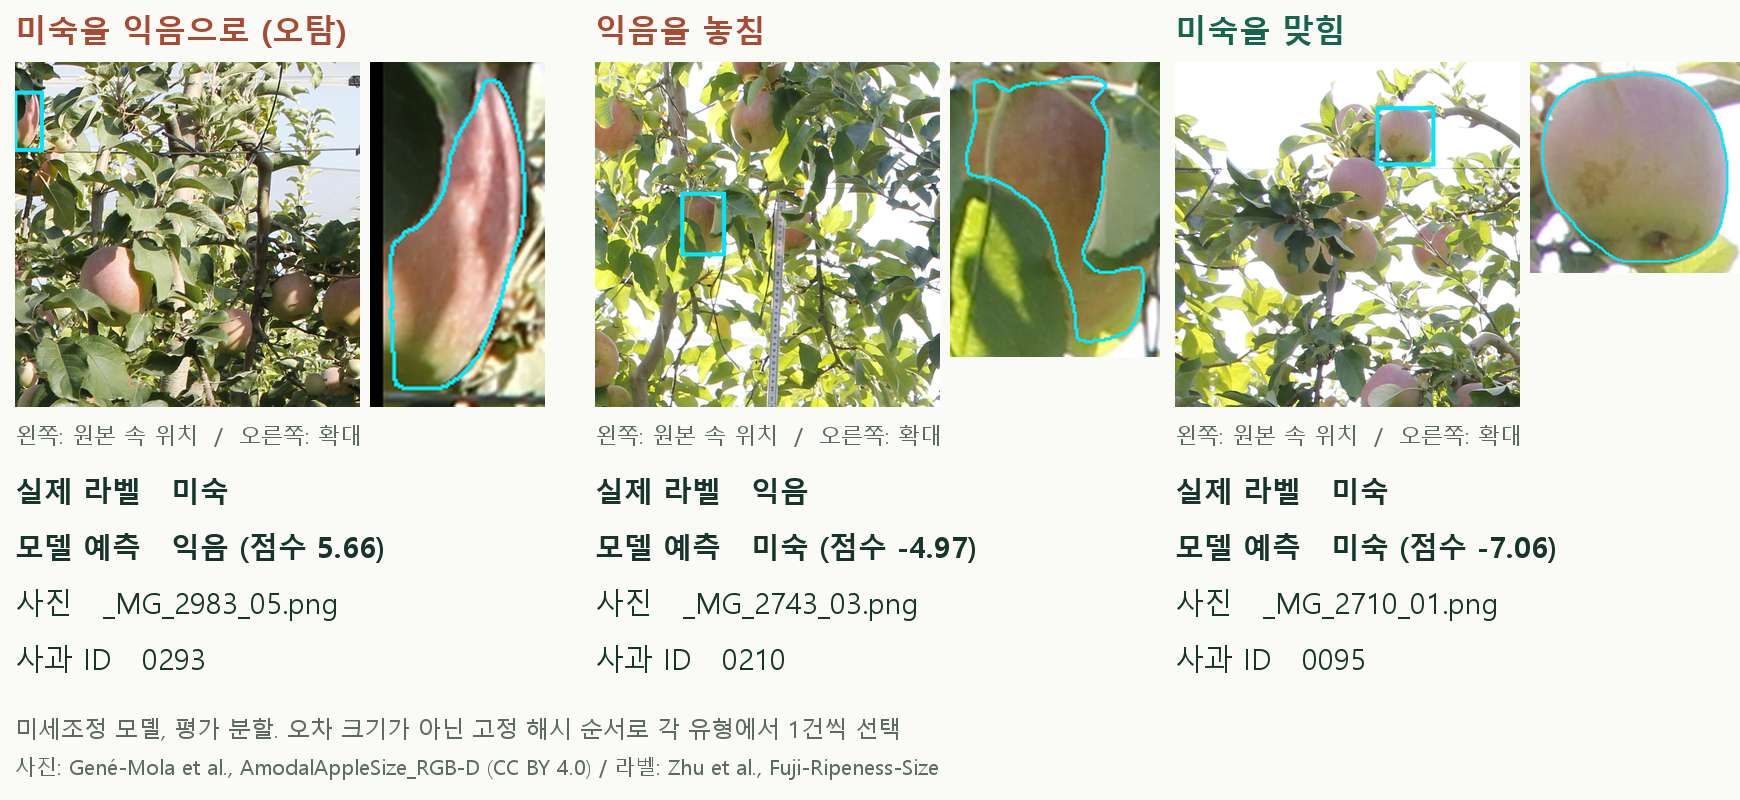 미숙을 익음으로 (오탐)
왼쪽: 원본 속 위치 / 오른쪽: 확대
실제 라벨 미숙
모델 예측 익음 (점수 5.66)
사진 _MG_2983_05.png
사과 ID 0293
익음을 놓침
왼쪽: 원본 속 위치 / 오른쪽: 확대
실제 라벨 익음
모델 예측 미숙 (점수 -4.97)
사진 _MG_2743_03.png
사과 ID 0210
미숙을 맞힘
왼쪽: 원본 속 위치 / 오른쪽: 확대
실제 라벨 미숙
모델 예측 미숙 (점수 -7.06)
사진 _MG_2710_01.png
사과 ID 0095
미세조정 모델, 평가 분할. 오차 크기가 아닌 고정 해시 순서로 각 유형에서 1건씩 선택
사진: Gené-Mola et al., AmodalAppleSize_RGB-D (CC BY 4.0) / 라벨: Zhu et al., Fuji-Ripeness-Size